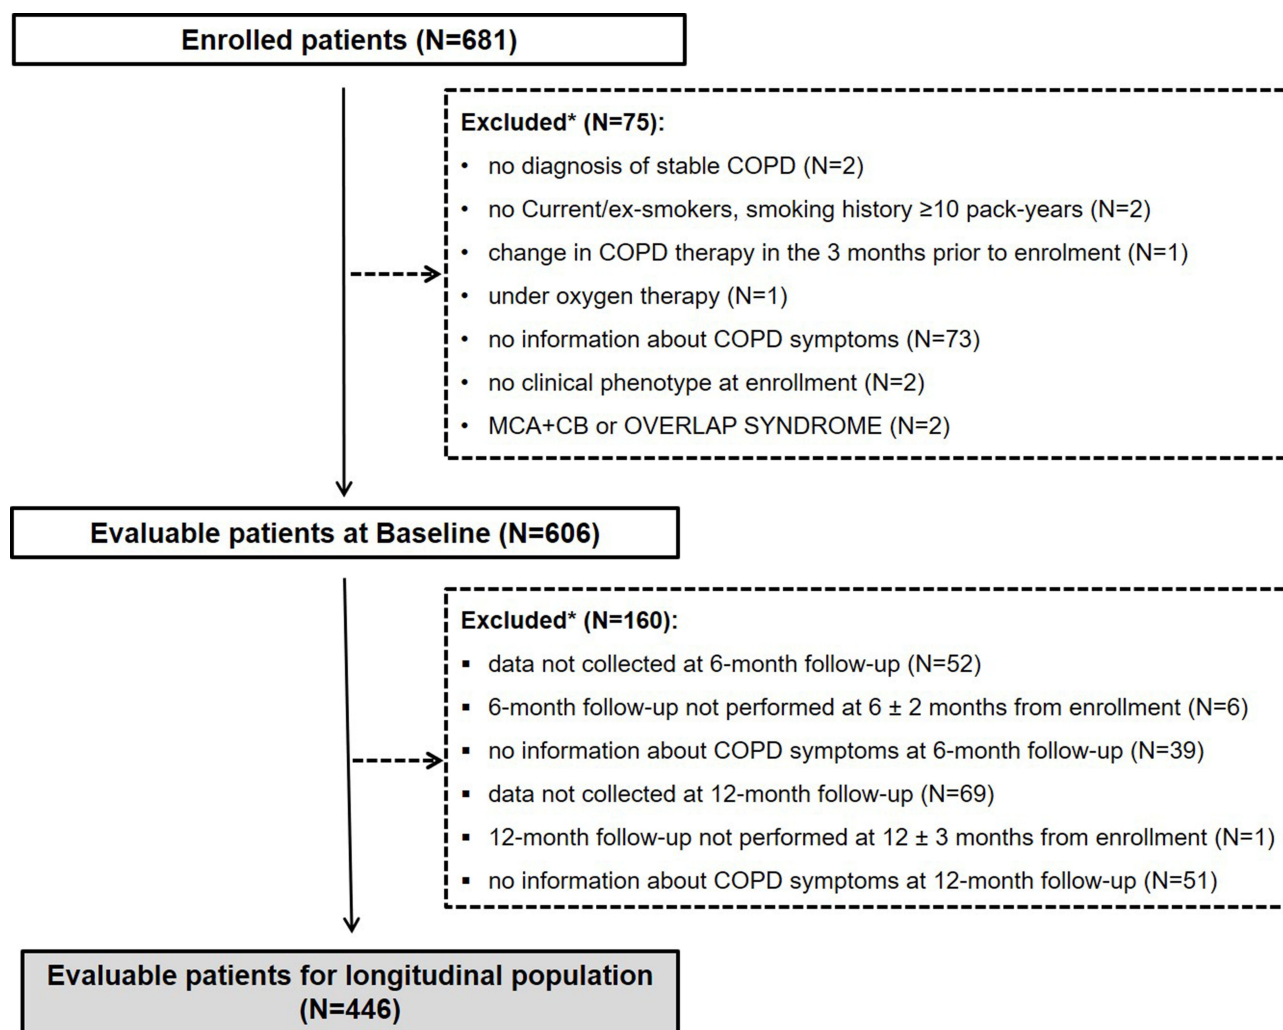 Enrolled patients (N=681)
Excluded* (N=75):
• no diagnosis of stable COPD (N=2)
• no Current/ex-smokers, smoking history ≥10 pack-years (N=2)
• change in COPD therapy in the 3 months prior to enrolment (N=1)
• under oxygen therapy (N=1)
• no information about COPD symptoms (N=73)
• no clinical phenotype at enrollment (N=2)
• MCA+CB or OVERLAP SYNDROME (N=2)
Evaluable patients at Baseline (N=606)
Excluded* (N=160):
▪ data not collected at 6-month follow-up (N=52)
▪ 6-month follow-up not performed at 6 ± 2 months from enrollment (N=6)
▪ no information about COPD symptoms at 6-month follow-up (N=39)
▪ data not collected at 12-month follow-up (N=69)
▪ 12-month follow-up not performed at 12 ± 3 months from enrollment (N=1)
▪ no information about COPD symptoms at 12-month follow-up (N=51)
Evaluable patients for longitudinal population
(N=446)